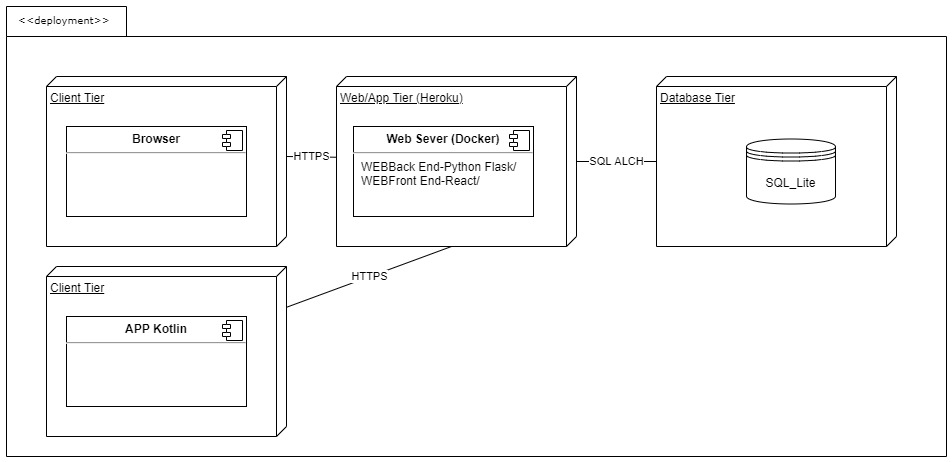 <<deployment>>
Client Tier
Browser
HTTPS
Web/App Tier (Heroku)
Web Sever (Docker)
WEBBack End-Python Flask/
WEBFront End-React/
SQL ALCH
Database Tier
SQL_Lite
HTTPS
Client Tier
APP Kotlin